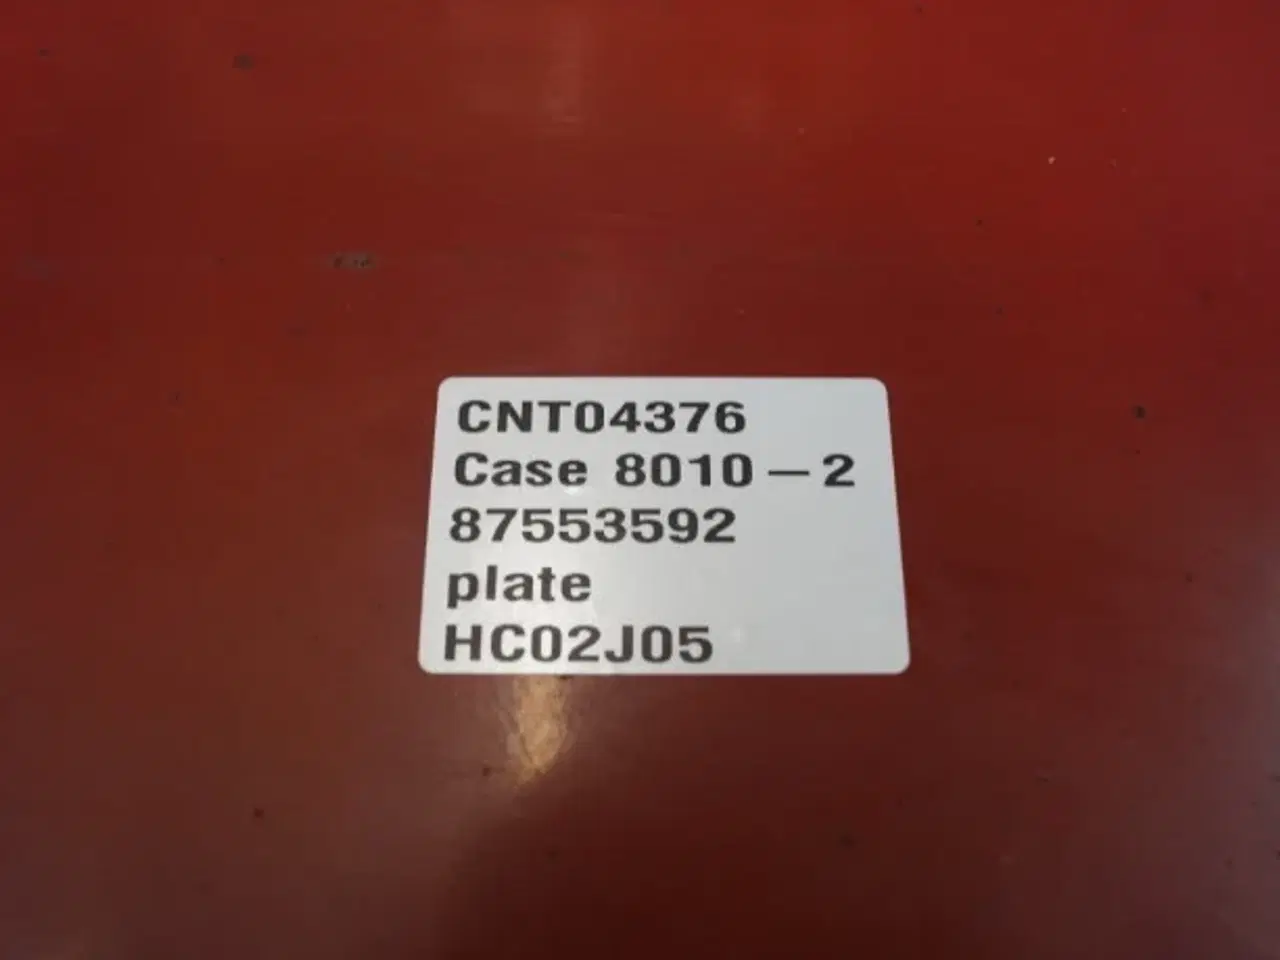 CNT04376
Case 8010 – 2
87553592
plate
HC02J05